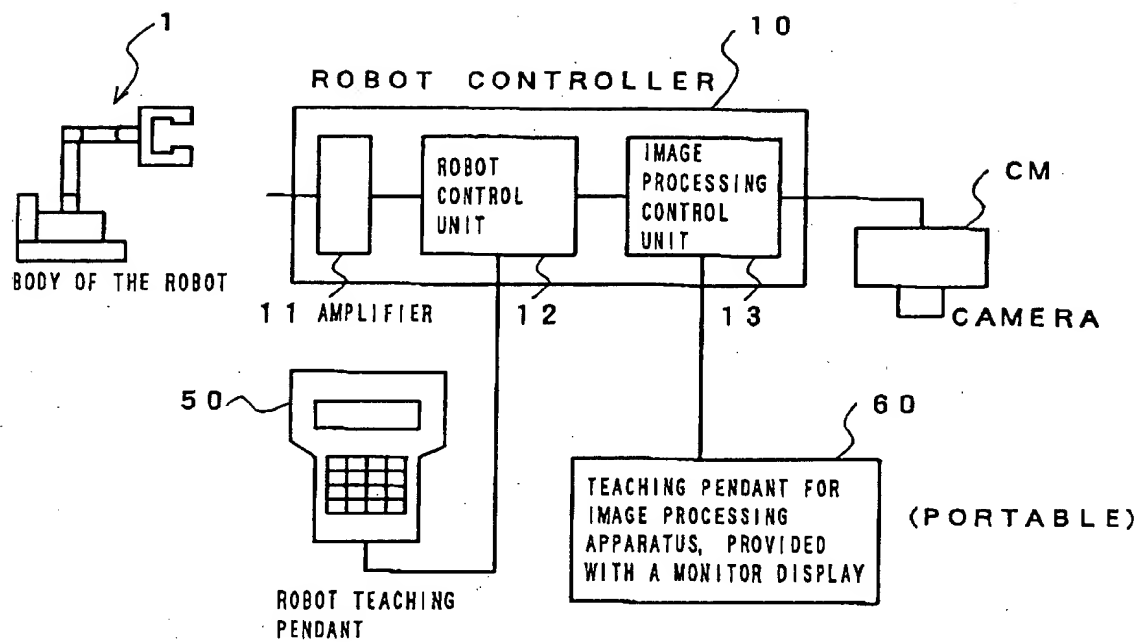 1
10
ROBOT CONTROLLER
ROBOT
CONTROL
UNIT
IMAGE
PROCESSING
CONTROL
UNIT
CM
BODY OF THE ROBOT
11 AMPLIFIER
12
13
CAMERA
50
60
TEACHING PENDANT FOR
IMAGE PROCESSING
APPARATUS, PROVIDED
WITH A MONITOR DISPLAY
(PORTABLE)
ROBOT TEACHING
PENDANT